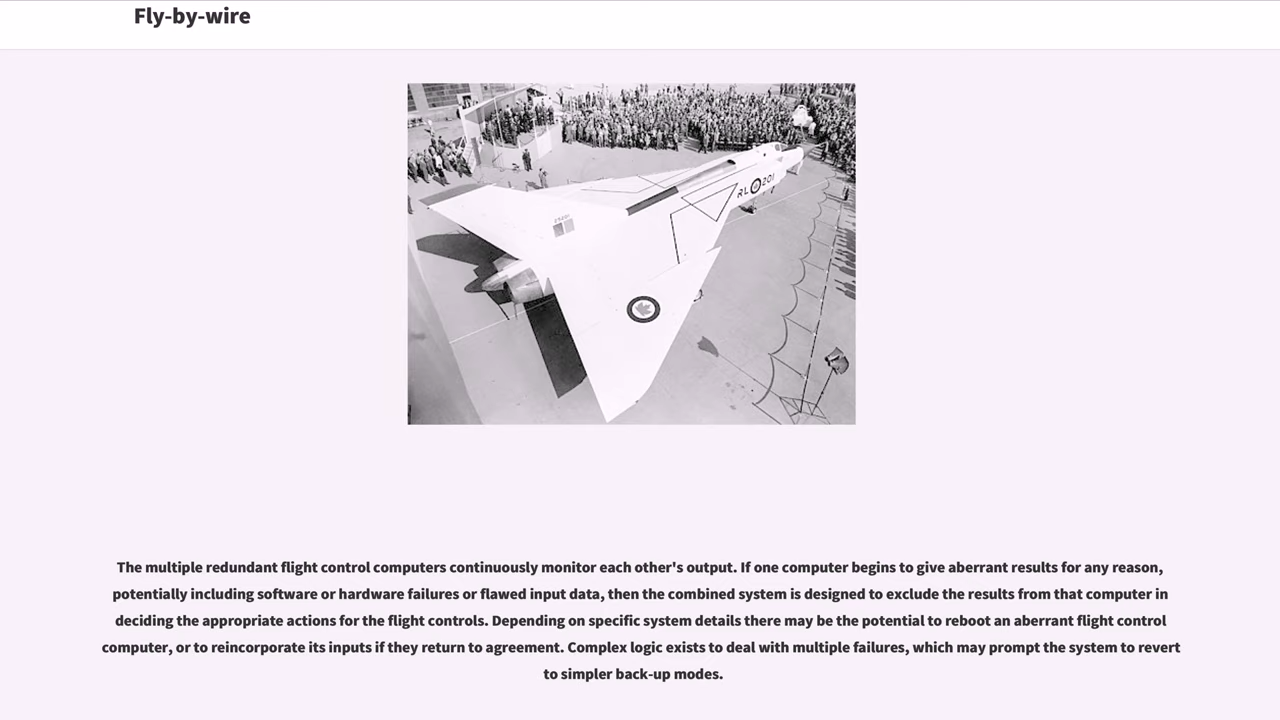 Fly-by-wire
RL 201
The multiple redundant flight control computers continuously monitor each other's output. If one computer begins to give aberrant results for any reason,
potentially including software or hardware failures or flawed input data, then the combined system is designed to exclude the results from that computer in
deciding the appropriate actions for the flight controls. Depending on specific system details there may be the potential to reboot an aberrant flight control
computer, or to reincorporate its inputs if they return to agreement. Complex logic exists to deal with multiple failures, which may prompt the system to revert
to simpler back-up modes.